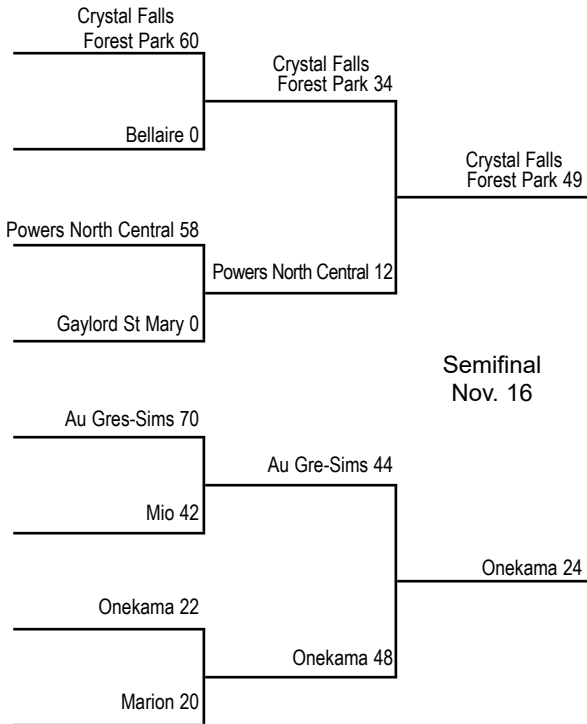 Crystal Falls
Forest Park 60
Crystal Falls
Forest Park 34
Bellaire 0
Crystal Falls
Forest Park 49
Powers North Central 58
Powers North Central 12
Gaylord St Mary 0
Semifinal
Nov. 16
Au Gres-Sims 70
Au Gre-Sims 44
Mio 42
Onekama 24
Onekama 22
Onekama 48
Marion 20